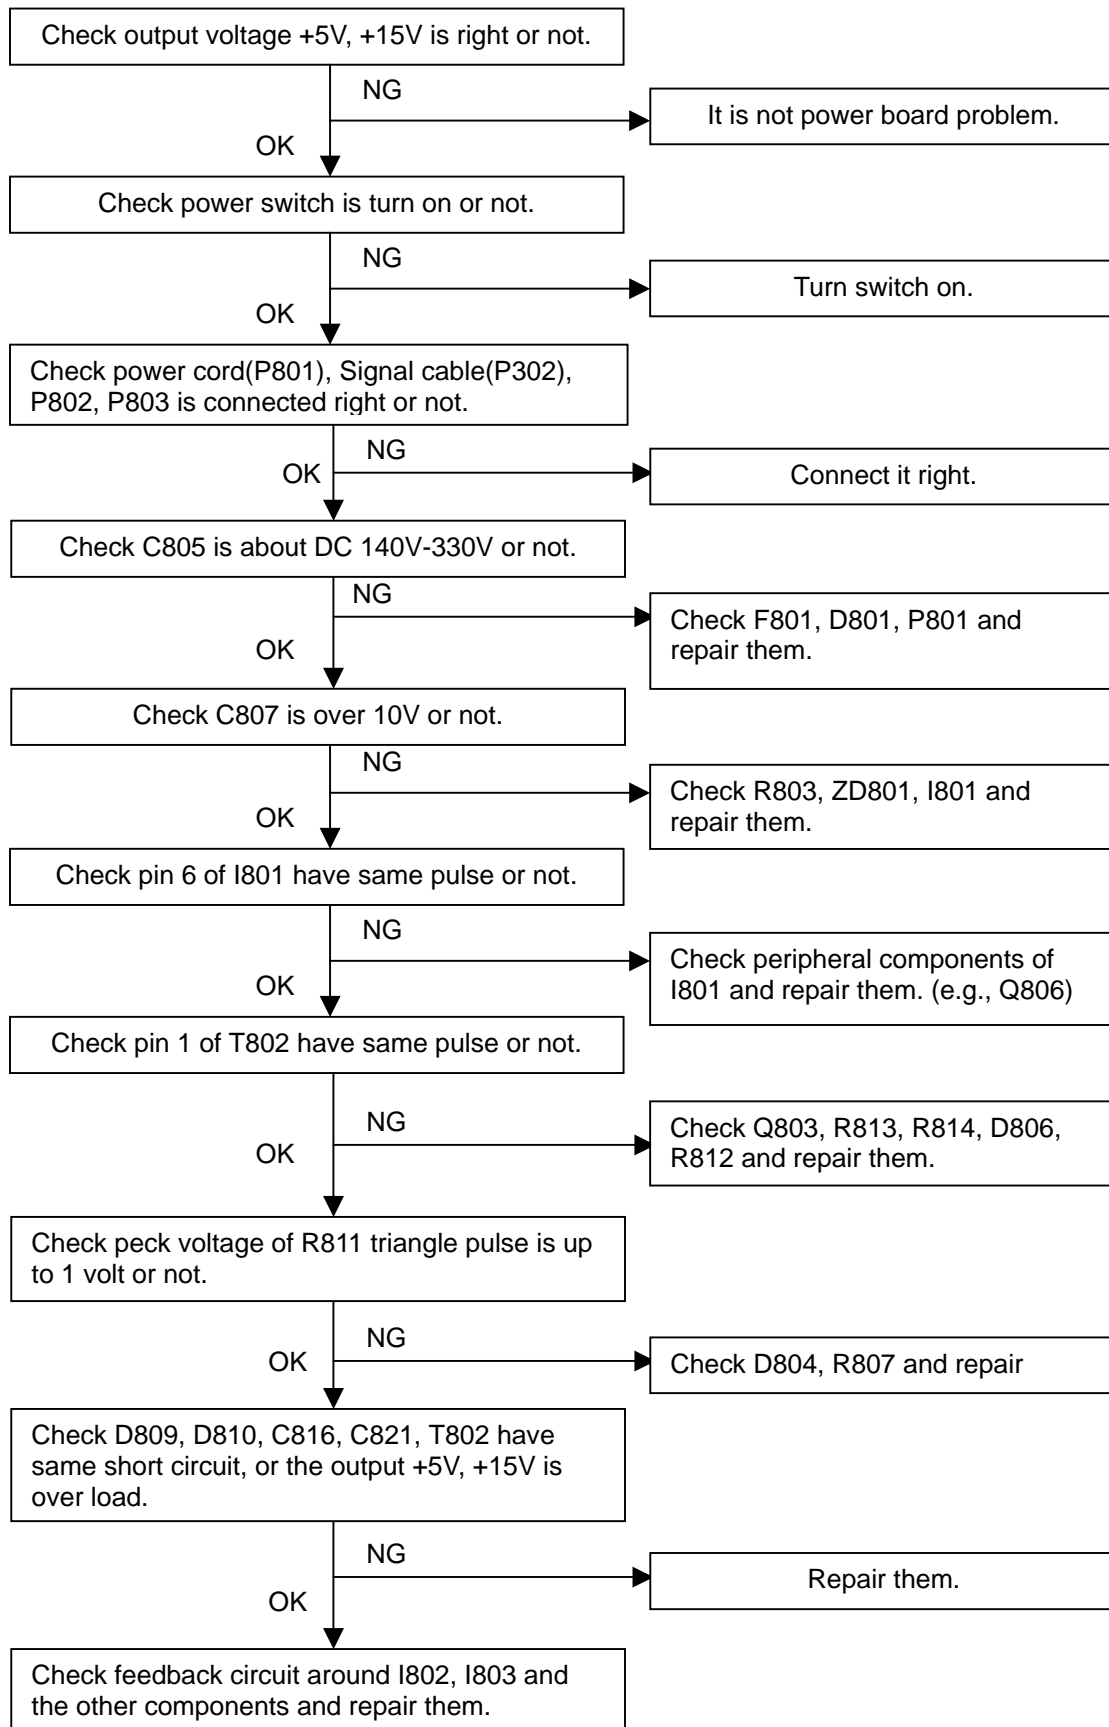 Check output voltage +5V, +15V is right or not.
NG
It is not power board problem.
OK
Check power switch is turn on or not.
NG
Turn switch on.
OK
Check power cord(P801), Signal cable(P302),
P802, P803 is connected right or not.
NG
OK
Connect it right.
Check C805 is about DC 140V-330V or not.
NG
Check F801, D801, P801 and
repair them.
OK
Check C807 is over 10V or not.
NG
Check R803, ZD801, I801 and
repair them.
OK
Check pin 6 of I801 have same pulse or not.
NG
Check peripheral components of
I801 and repair them. (e.g., Q806)
OK
Check pin 1 of T802 have same pulse or not.
NG
Check Q803, R813, R814, D806,
R812 and repair them.
OK
Check peck voltage of R811 triangle pulse is up
to 1 volt or not.
NG
OK
Check D804, R807 and repair
Check D809, D810, C816, C821, T802 have
same short circuit, or the output +5V, +15V is
over load.
NG
Repair them.
OK
Check feedback circuit around I802, I803 and
the other components and repair them.